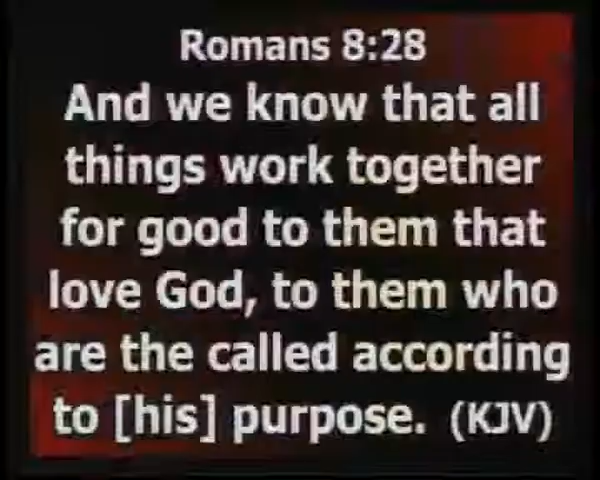 Romans 8:28
And we know that all
things work together
for good to them that
love God, to them who
are the called according
to [his] purpose. (KJV)